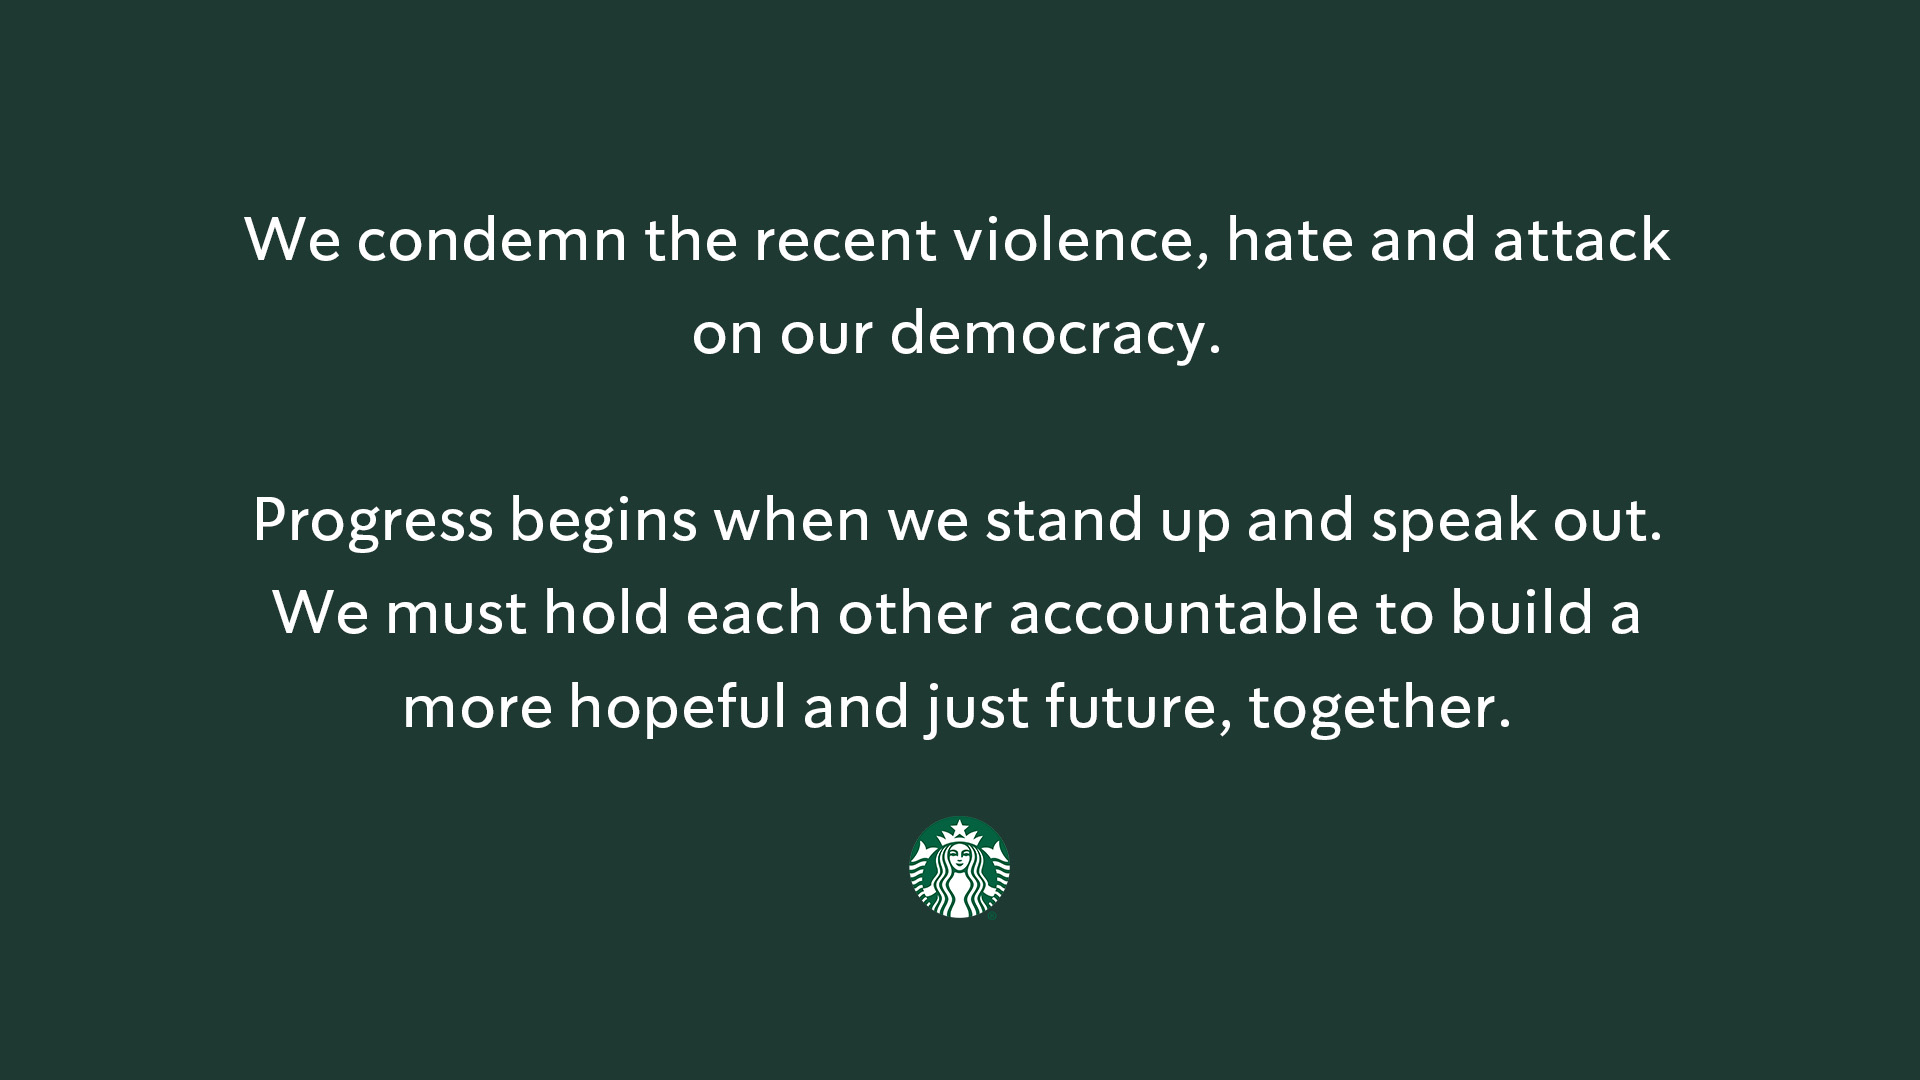 We condemn the recent violence, hate and attack
on our democracy.
Progress begins when we stand up and speak out.
We must hold each other accountable to build a
more hopeful and just future, together.